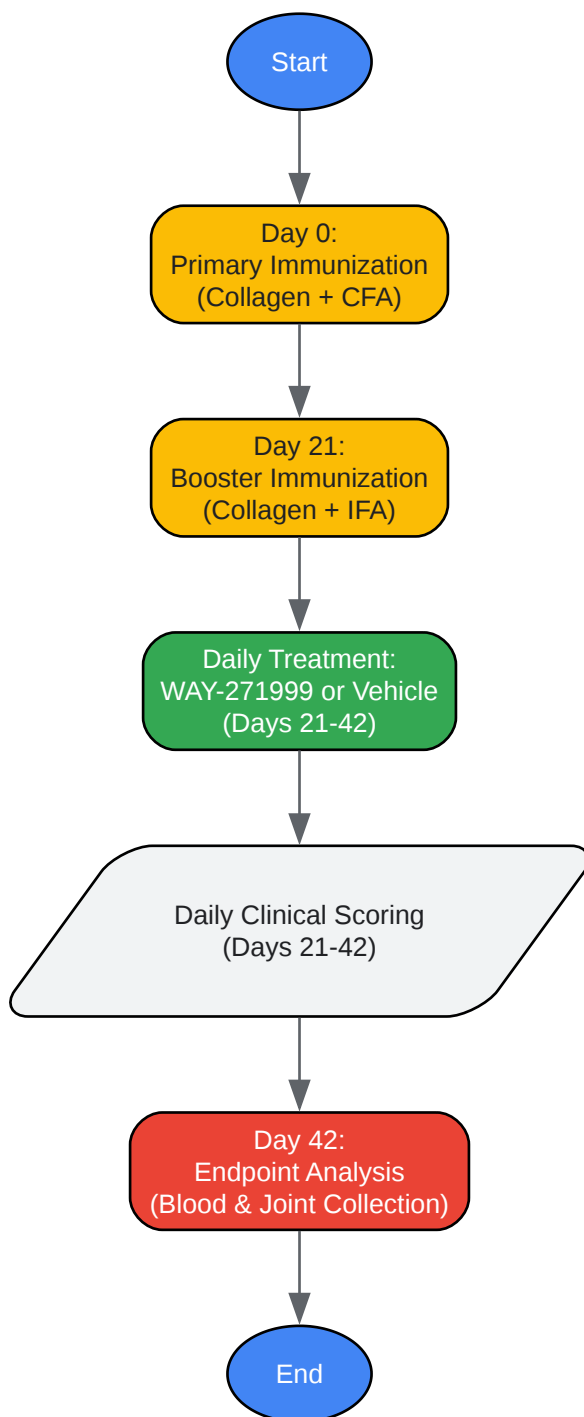 Start
Day 0:
Primary Immunization
(Collagen + CFA)
Day 21:
Booster Immunization
(Collagen + IFA)
Daily Treatment:
WAY-271999 or Vehicle
(Days 21-42)
Daily Clinical Scoring
(Days 21-42)
Day 42:
Endpoint Analysis
(Blood & Joint Collection)
End